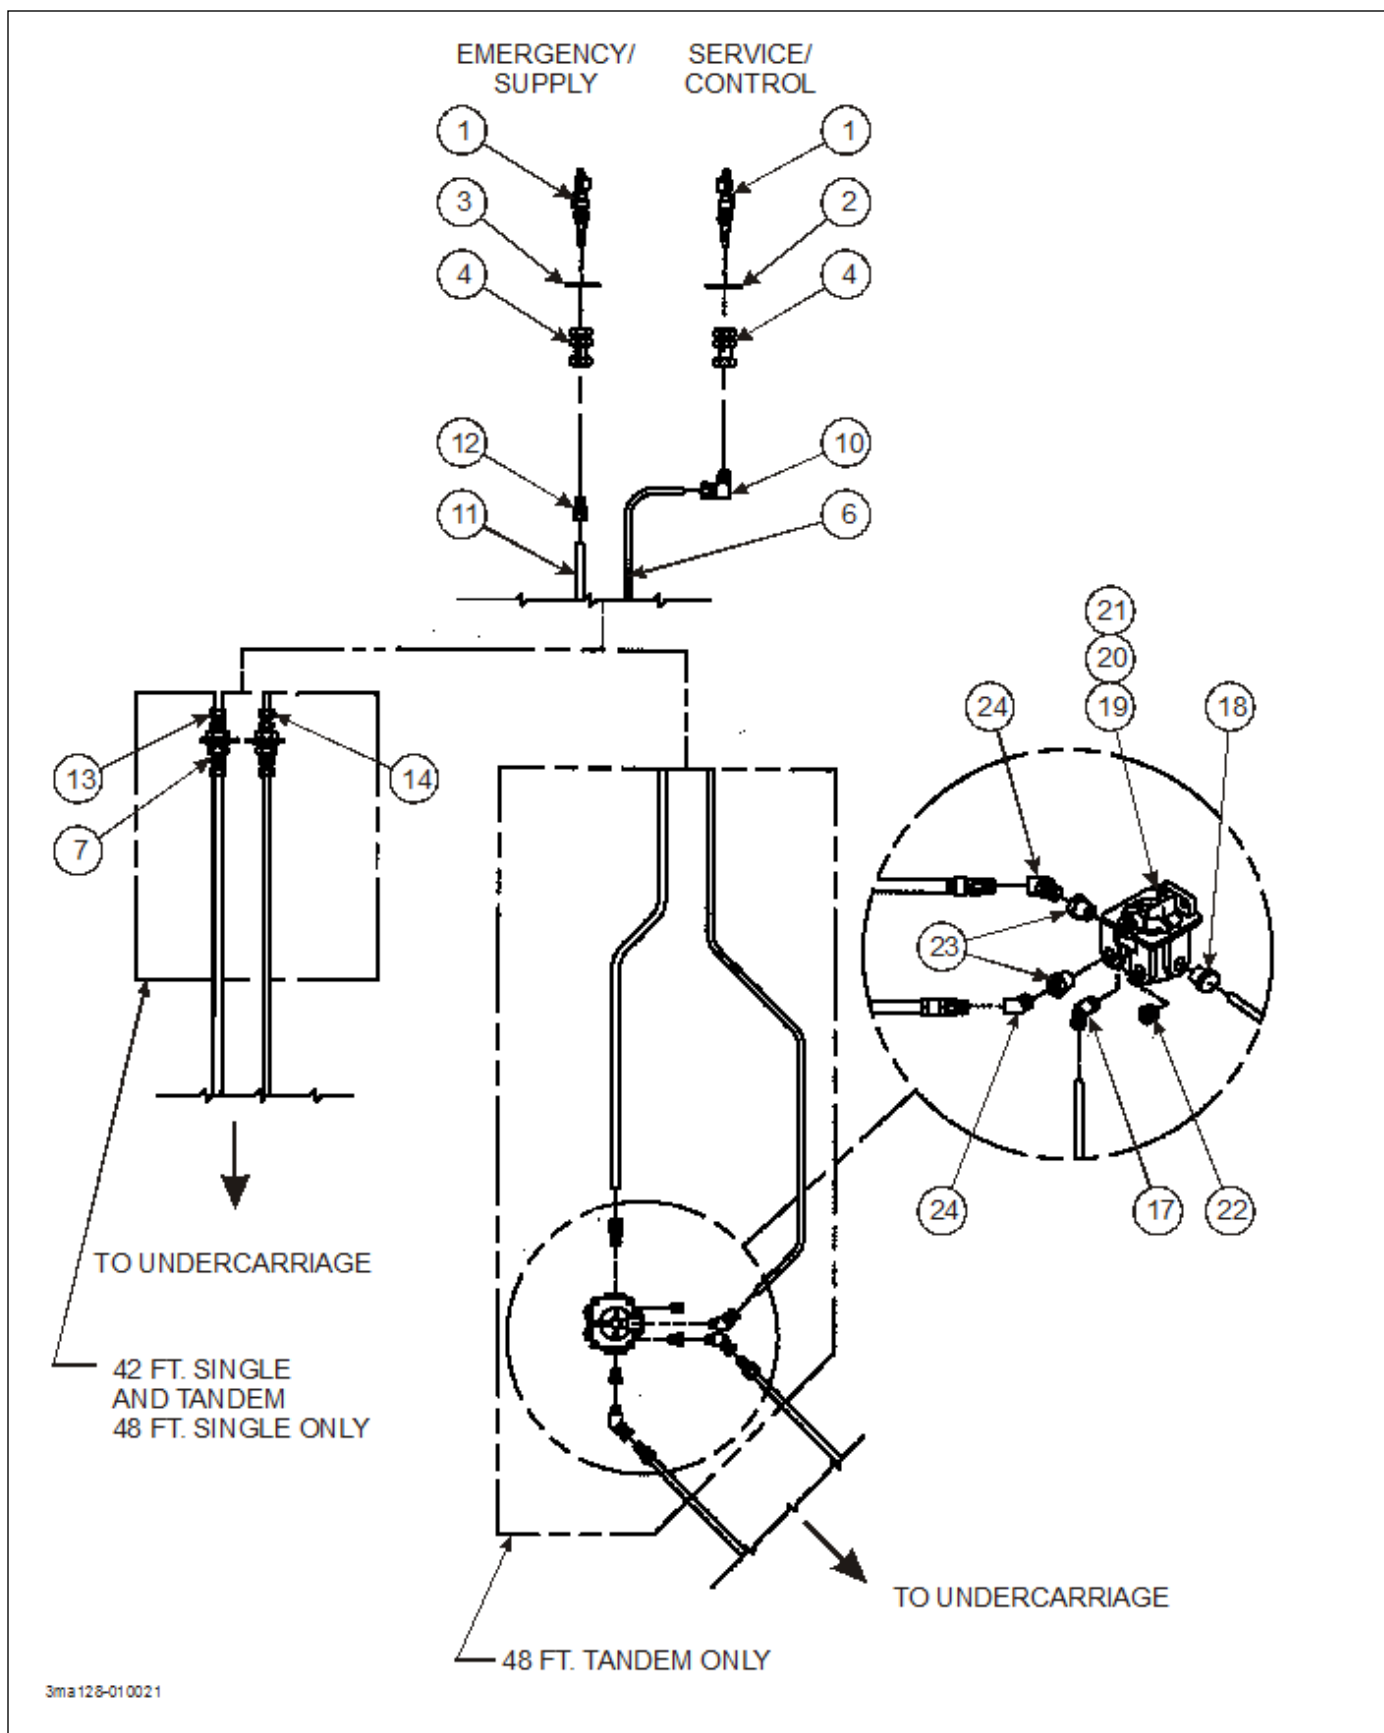 EMERGENCY/
SUPPLY
SERVICE/
CONTROL
1
1
3
2
4
4
12
10
11
6
21
20
24
19
18
13
14
7
23
24
17
22
TO UNDERCARRIAGE
42 FT. SINGLE
AND TANDEM
48 FT. SINGLE ONLY
TO UNDERCARRIAGE
48 FT. TANDEM ONLY
3ma128-010021